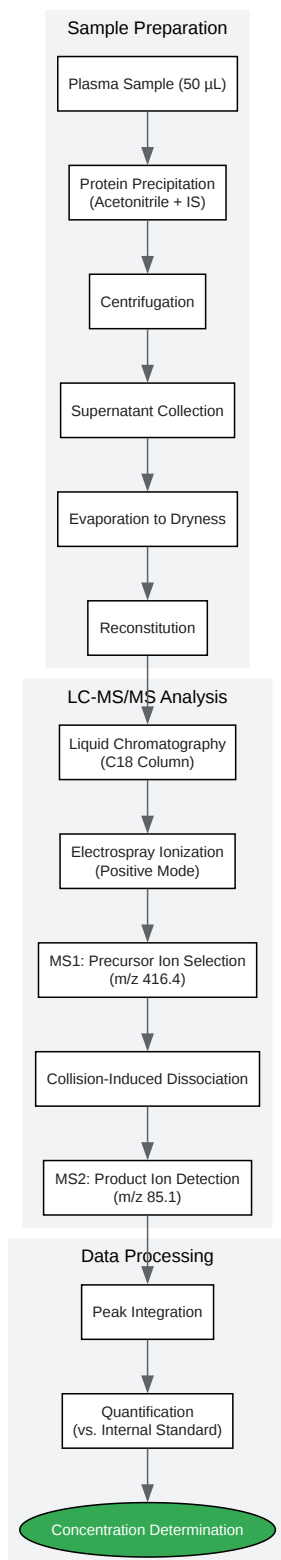 Sample Preparation
Plasma Sample (50 µL)
Protein Precipitation
(Acetonitrile + IS)
Centrifugation
Supernatant Collection
Evaporation to Dryness
Reconstitution
LC-MS/MS Analysis
Liquid Chromatography
(C18 Column)
Electrospray Ionization
(Positive Mode)
MS1: Precursor Ion Selection
(m/z 416.4)
Collision-Induced Dissociation
MS2: Product Ion Detection
(m/z 85.1)
Data Processing
Peak Integration
Quantification
(vs. Internal Standard)
Concentration Determination